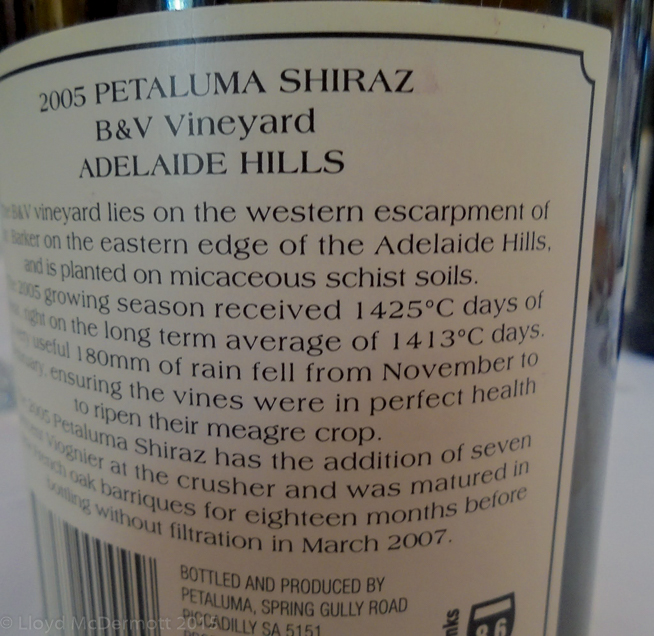 2005 PETALUMA SHIRAZ
B&V Vineyard
ADELAIDE HILLS
B&V vineyard lies on the western escarpment of
Barker on the eastern edge of the Adelaide Hills,
and is planted on micaceous schist soils.
2005 growing season received 1425°C days of
right on the long term average of 1413°C days.
useful 180mm of rain fell from November to
ensuring the vines were in perfect health
to ripen their meagre crop.
2005 Petaluma Shiraz has the addition of seven
Viognier at the crusher and was matured in
oak barriques for eighteen months before
bottling without filtration in March 2007.
BOTTLED AND PRODUCED BY
PETALUMA, SPRING GULLY ROAD
PICCADILLY SA 5151
© Lloyd McDermott